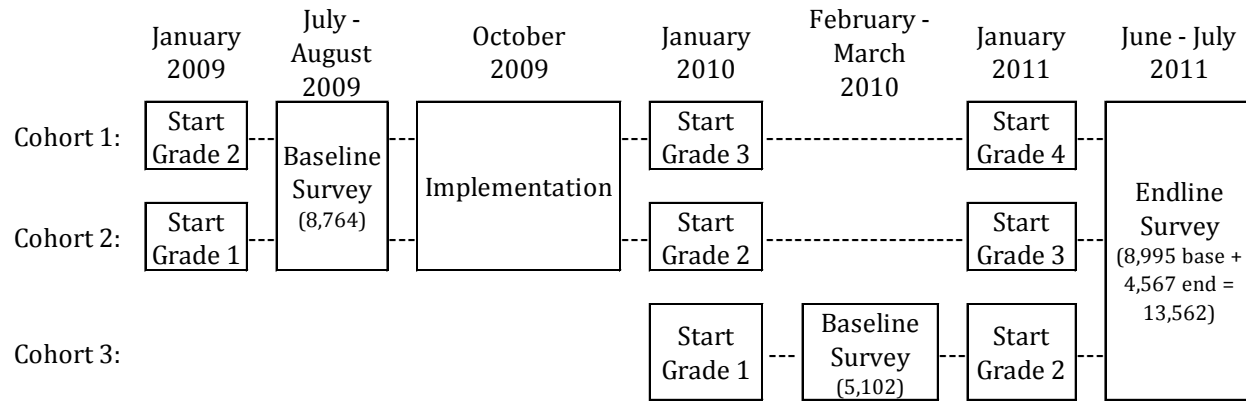 January
2009
July -
August
2009
October
2009
January
2010
February -
March
2010
January
2011
June - July
2011
Cohort 1:
Start
Grade 2
Baseline
Survey
(8,764)
Implementation
Start
Grade 3
Start
Grade 4
Endline
Survey
(8,995 base +
4,567 end =
13,562)
Cohort 2:
Start
Grade 1
Start
Grade 2
Start
Grade 3
Cohort 3:
Start
Grade 1
Baseline
Survey
(5,102)
Start
Grade 2